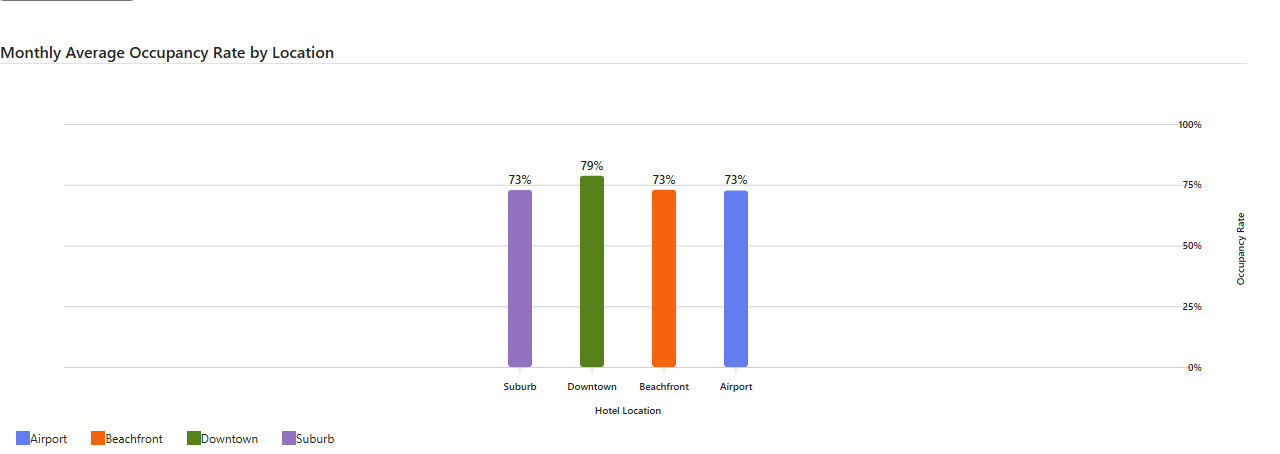 Monthly Average Occupancy Rate by Location
100%
79%
73% 73% 73%
75%
50%
25%
0%
Occupancy Rate
Suburb Downtown Beachfront Airport
Hotel Location
Airport Beachfront Downtown Suburb